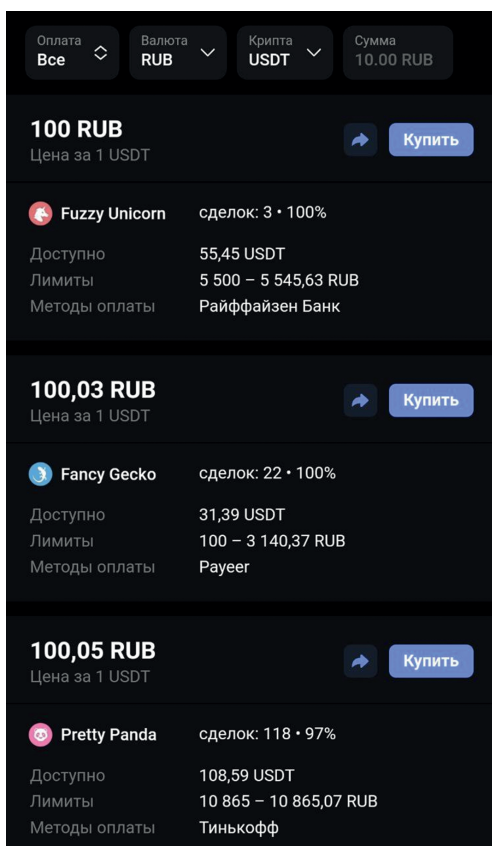 Оплата Валюта Крипта Сумма
Все RUB USDT 10.00 RUB
100 RUB
Цена за 1 USDT
Купить
Fuzzy Unicorn сделок: 3 • 100%
Доступно 55,45 USDT
Лимиты 5 500 – 5 545,63 RUB
Методы оплаты Райффайзен Банк
100,03 RUB
Цена за 1 USDT
Купить
Fancy Gecko сделок: 22 • 100%
Доступно 31,39 USDT
Лимиты 100 – 3 140,37 RUB
Методы оплаты Payeer
100,05 RUB
Цена за 1 USDT
Купить
Pretty Panda сделок: 118 • 97%
Доступно 108,59 USDT
Лимиты 10 865 – 10 865,07 RUB
Методы оплаты Тинькофф